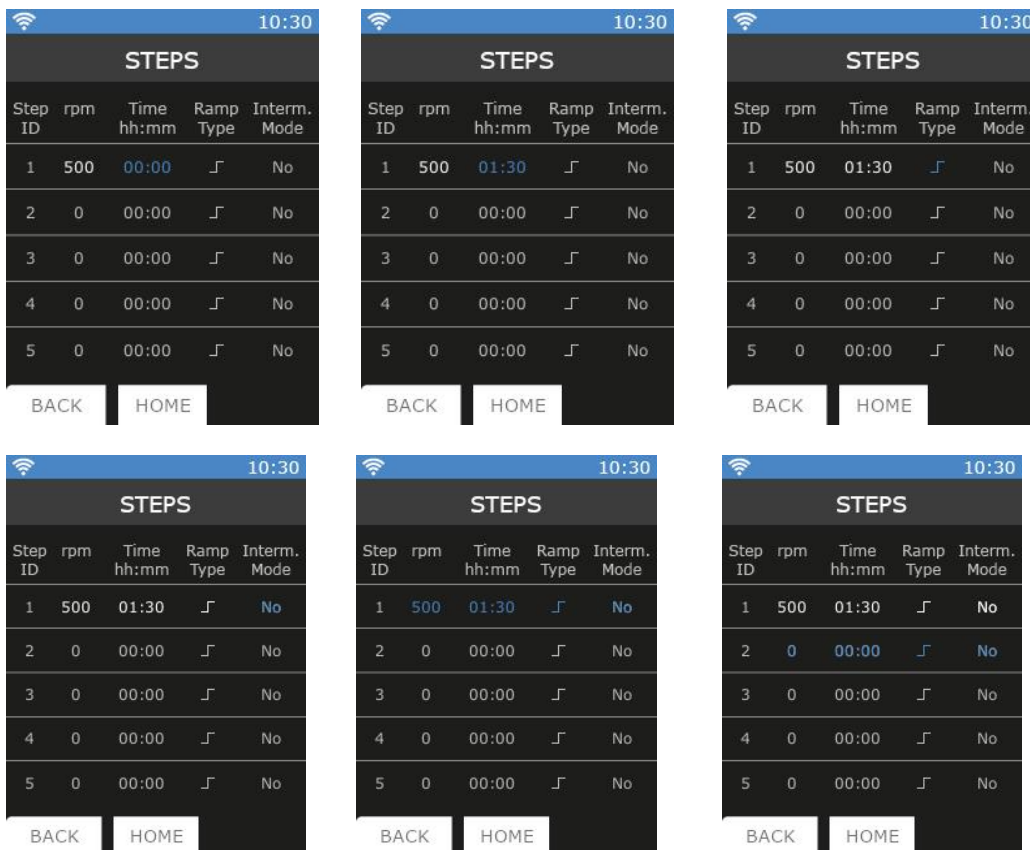 10:30
STEPS
Step ID rpm Time hh:mm Ramp Type Interm. Mode
1 500 00:00 No
2 0 00:00 No
3 0 00:00 No
4 0 00:00 No
5 0 00:00 No
BACK HOME
10:30
STEPS
Step ID rpm Time hh:mm Ramp Type Interm. Mode
1 500 01:30 No
2 0 00:00 No
3 0 00:00 No
4 0 00:00 No
5 0 00:00 No
BACK HOME
10:30
STEPS
Step ID rpm Time hh:mm Ramp Type Interm. Mode
1 500 01:30 No
2 0 00:00 No
3 0 00:00 No
4 0 00:00 No
5 0 00:00 No
BACK HOME
10:30
STEPS
Step ID rpm Time hh:mm Ramp Type Interm. Mode
1 500 01:30 No
2 0 00:00 No
3 0 00:00 No
4 0 00:00 No
5 0 00:00 No
BACK HOME
10:30
STEPS
Step ID rpm Time hh:mm Ramp Type Interm. Mode
1 500 01:30 No
2 0 00:00 No
3 0 00:00 No
4 0 00:00 No
5 0 00:00 No
BACK HOME
10:30
STEPS
Step ID rpm Time hh:mm Ramp Type Interm. Mode
1 500 01:30 No
2 0 00:00 No
3 0 00:00 No
4 0 00:00 No
5 0 00:00 No
BACK HOME